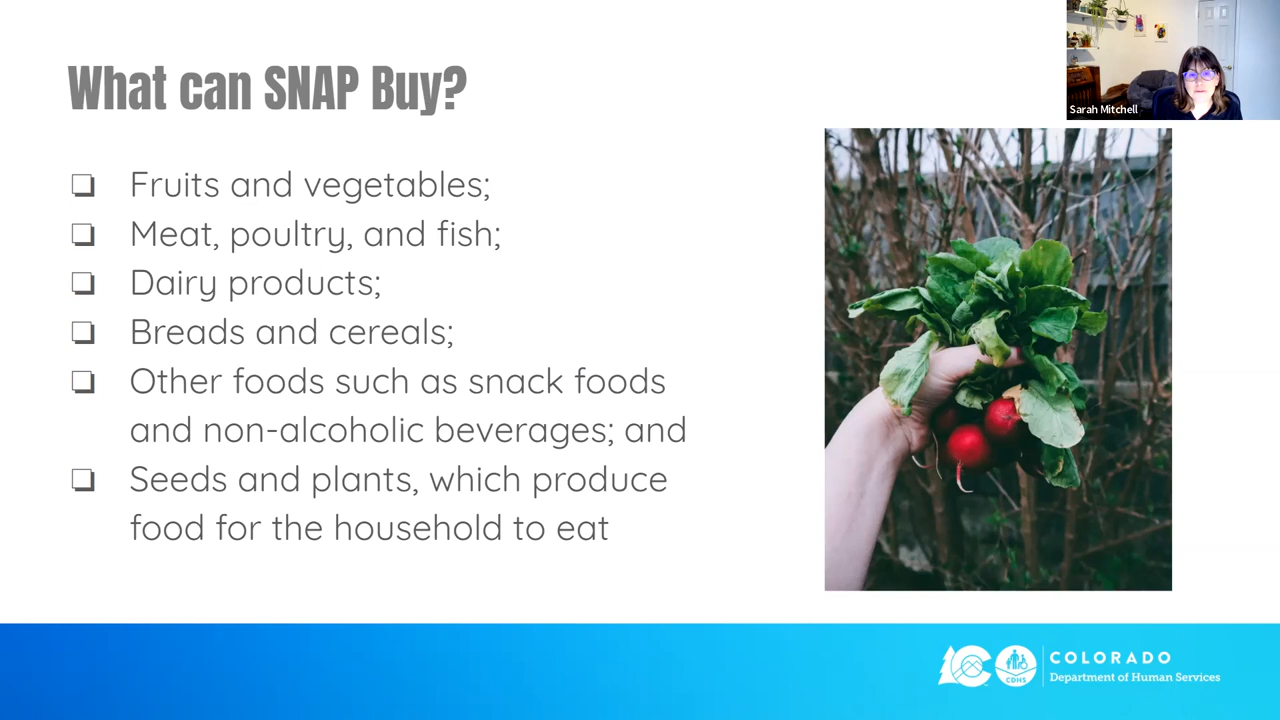 What can SNAP Buy?
Sarah Mitchell
Fruits and vegetables;
Meat, poultry, and fish;
Dairy products;
Breads and cereals;
Other foods such as snack foods
and non-alcoholic beverages; and
Seeds and plants, which produce
food for the household to eat
CDHS
COLORADO
Department of Human Services